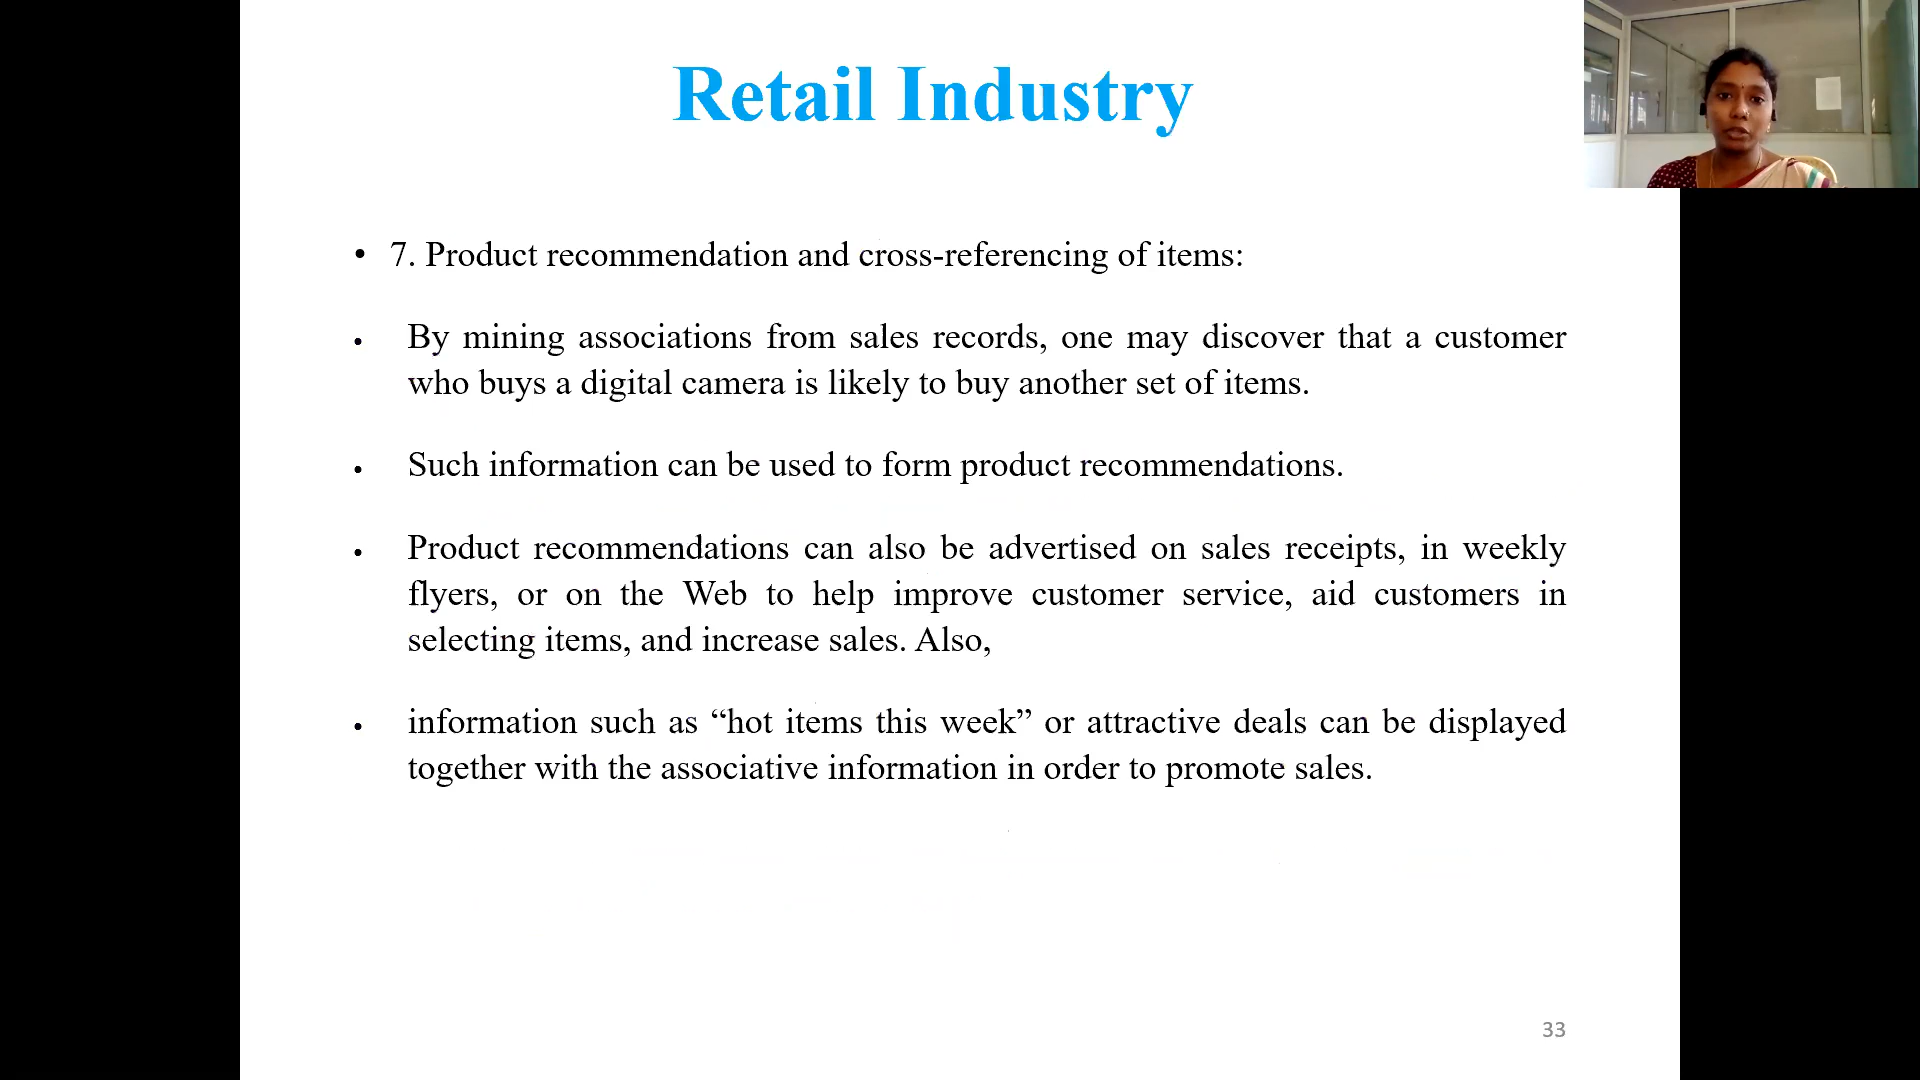 Retail Industry
• 7. Product recommendation and cross-referencing of items:
• By mining associations from sales records, one may discover that a customer
who buys a digital camera is likely to buy another set of items.
• Such information can be used to form product recommendations.
• Product recommendations can also be advertised on sales receipts, in weekly
flyers, or on the Web to help improve customer service, aid customers in
selecting items, and increase sales. Also,
• information such as “hot items this week” or attractive deals can be displayed
together with the associative information in order to promote sales.
33